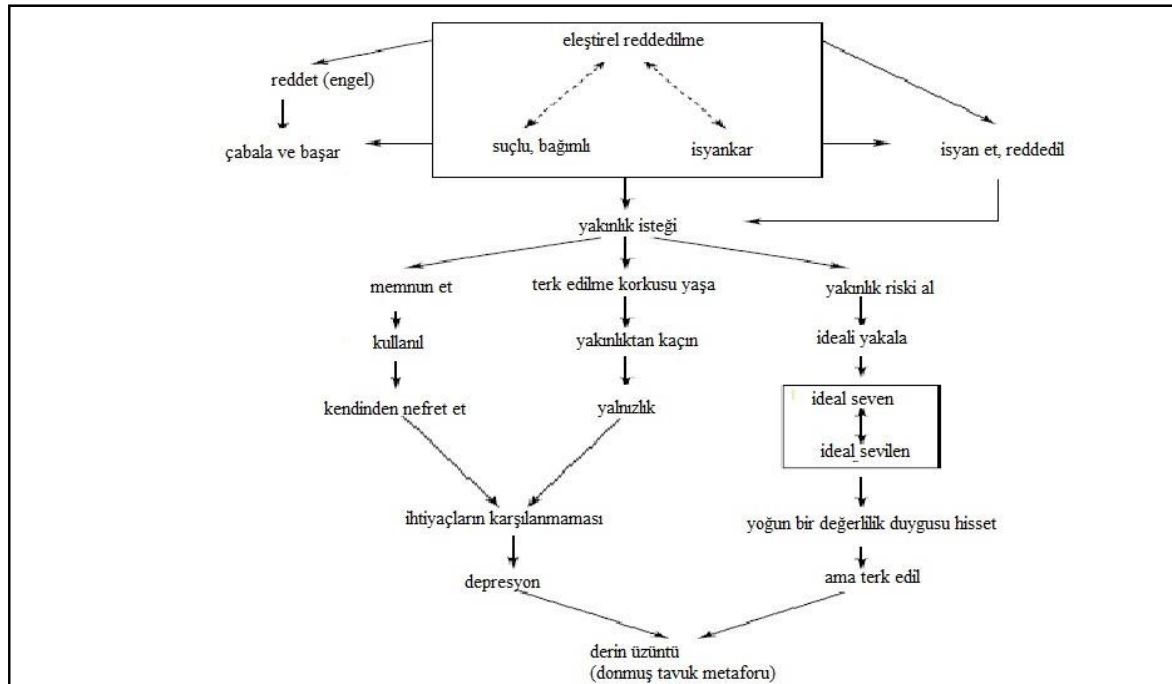 eleştirel reddedilme
reddet (engel)
çabala ve başar
suçlu, bağımlı
isyankar
isyan et, reddedil
yakınlık isteği
memnun et
terk edilme korkusu yaşa
yakınlık riski al
kullanıl
yakınlıktan kaçın
ideali yakala
kendinden nefret et
yalnızlık
ideal seven
ideal sevilen
ihtiyaçların karşılanmaması
yoğun bir değerlilik duygusu hisset
depresyon
ama terk edil
derin üzüntü
(donmuş tavuk metaforu)